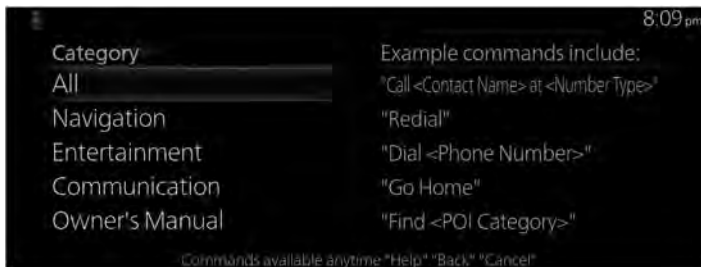 8:09 pm
Category
All
Navigation
Entertainment
Communication
Owner's Manual
Example commands include:
"Call <Contact Name> at <Number Type>"
"Redial"
"Dial <Phone Number>"
"Go Home"
"Find <POI Category>"
Commands available anytime "Help" "Back" "Cancel"